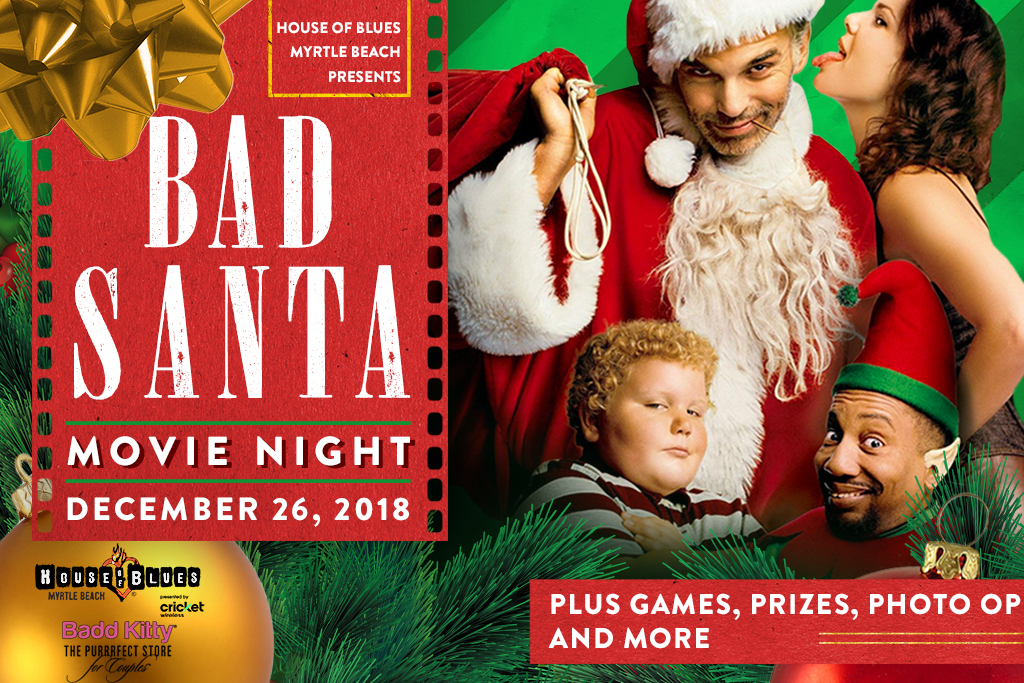 HOUSE OF BLUES
MYRTLE BEACH
PRESENTS
BAD
SANTA
MOVIE NIGHT
DECEMBER 26, 2018
HOUSE OF BLUES
MYRTLE BEACH
presented by
cricket
wireless
Badd Kitty
THE PURRRFECT STORE
for Couples
PLUS GAMES, PRIZES, PHOTO OP
AND MORE